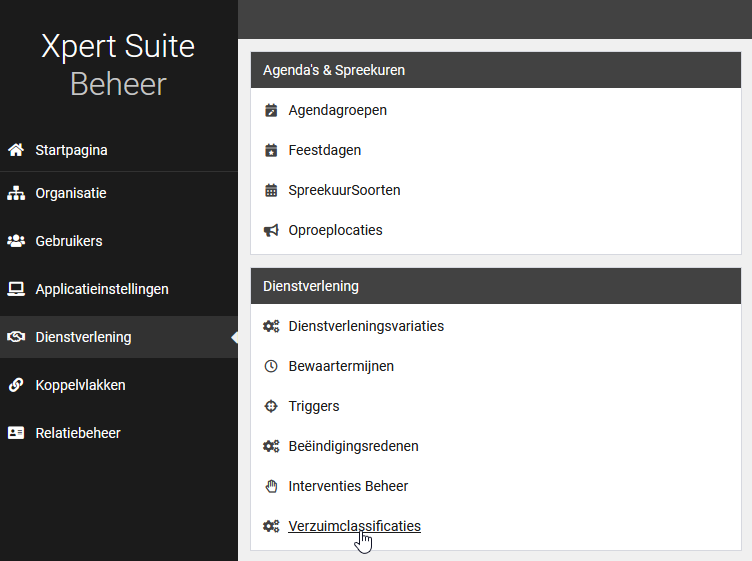 Xpert Suite
Beheer
Startpagina
Organisatie
Gebruikers
Applicatieinstellingen
Dienstverlening
Koppelvlakken
Relatiebeheer
Agenda's & Spreekuren
Agendagroepen
Feestdagen
SpreekuurSoorten
Oproeplocaties
Dienstverlening
Dienstverleningsvariaties
Bewaartermijnen
Triggers
Beëindigingsredenen
Interventies Beheer
Verzuimclassificaties